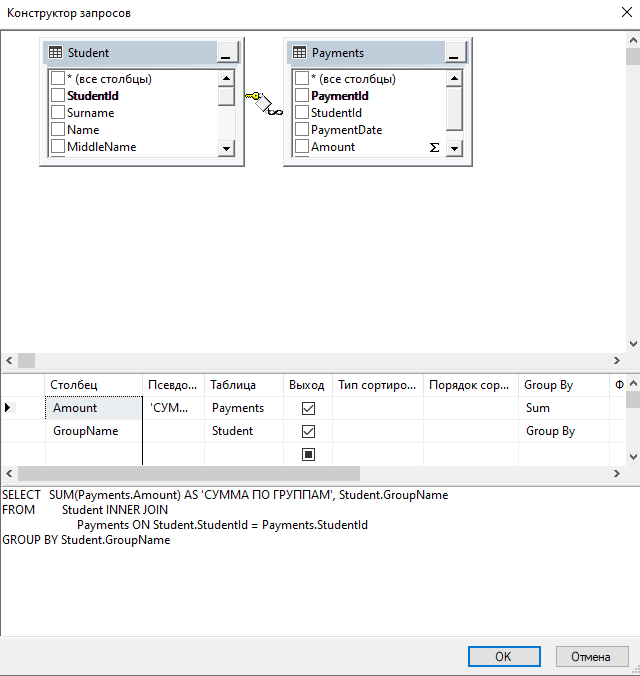 Конструктор запросов
Student
* (все столбцы)
StudentId
Surname
Name
MiddleName
Payments
* (все столбцы)
PaymentId
StudentId
PaymentDate
Amount Σ
Столбец Псевдо... Таблица Выход Тип сортиро... Порядок сор... Group By Ф
Amount 'СУМ... Payments Sum
GroupName Student Group By
SELECT SUM(Payments.Amount) AS 'СУММА ПО ГРУППАМ', Student.GroupName
FROM Student INNER JOIN
Payments ON Student.StudentId = Payments.StudentId
GROUP BY Student.GroupName
OK Отмена